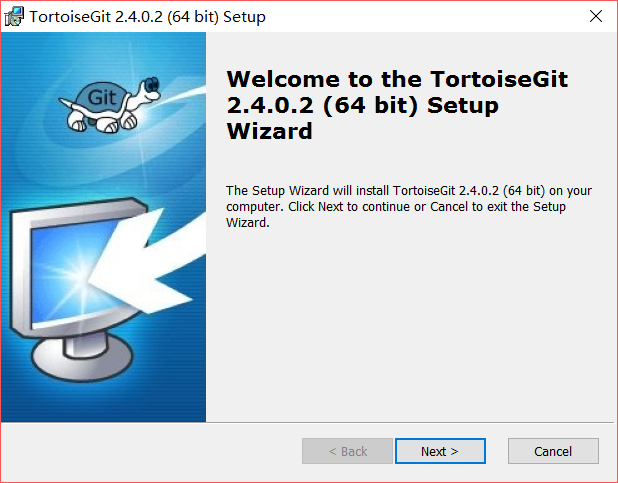 TortoiseGit 2.4.0.2 (64 bit) Setup
Git
Welcome to the TortoiseGit
2.4.0.2 (64 bit) Setup
Wizard
The Setup Wizard will install TortoiseGit 2.4.0.2 (64 bit) on your
computer. Click Next to continue or Cancel to exit the Setup
Wizard.
< Back
Next >
Cancel